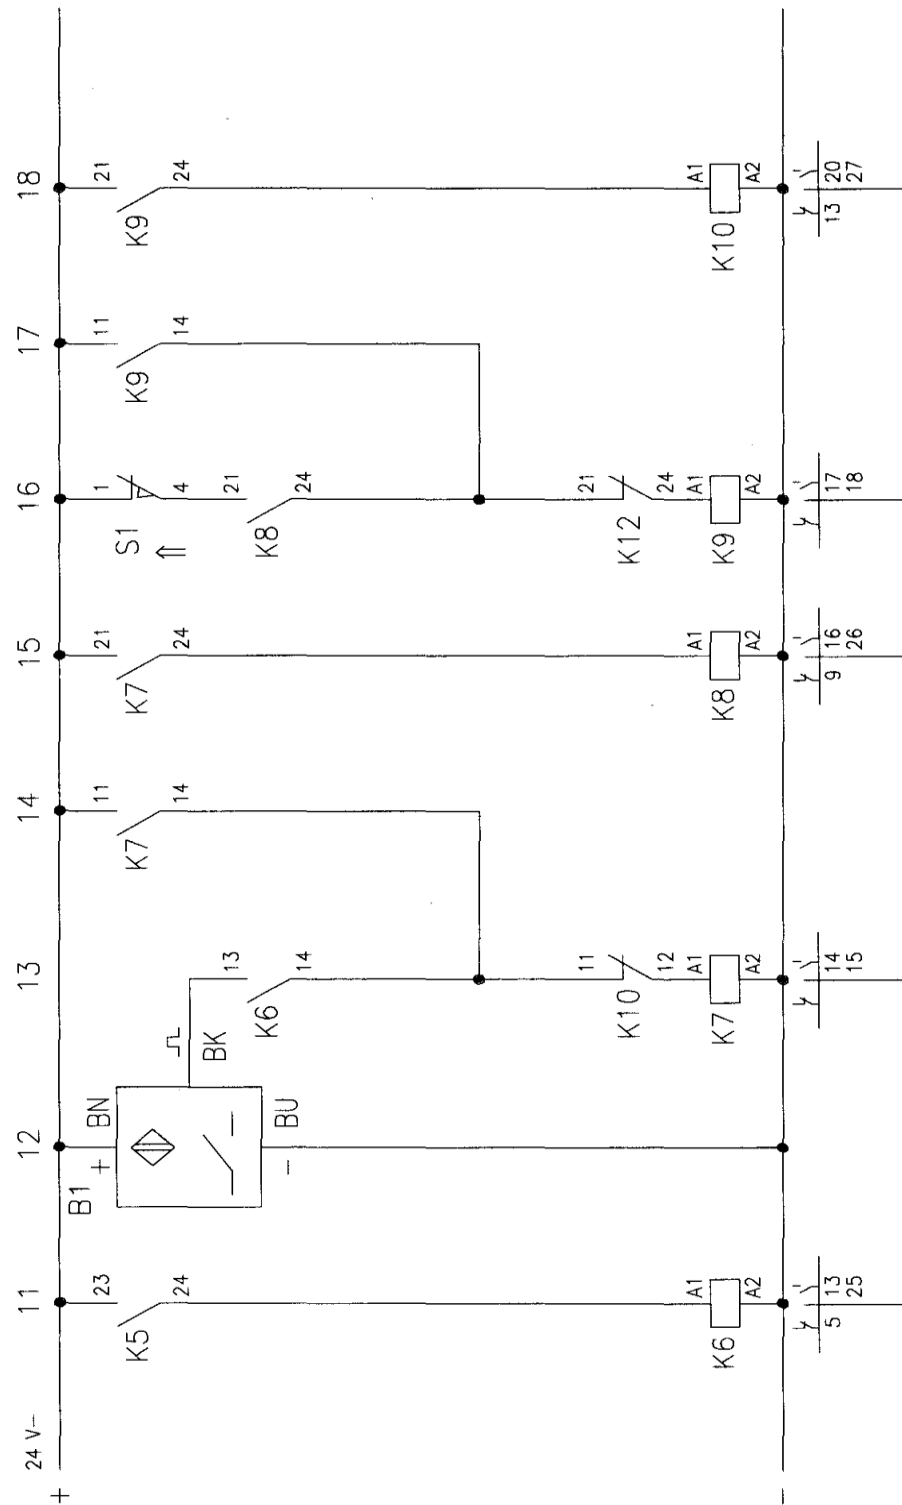 24 V–
11 12 13 14 15 16 17 18
+
B1 + BN
23 11 21 1 11 21
K5 24
K7 14
K7 24
S1 4
K9 14
K9 24
BK
BU
–
13
K6 14
21
K8 24
11
K10 12
21
K12 24
A1 A1 A1 A1 A1
K6 K7 K8 K9 K10
A2 A2 A2 A2 A2
–
5 13
25
14
15
9 16
26
17
18
13 20
27